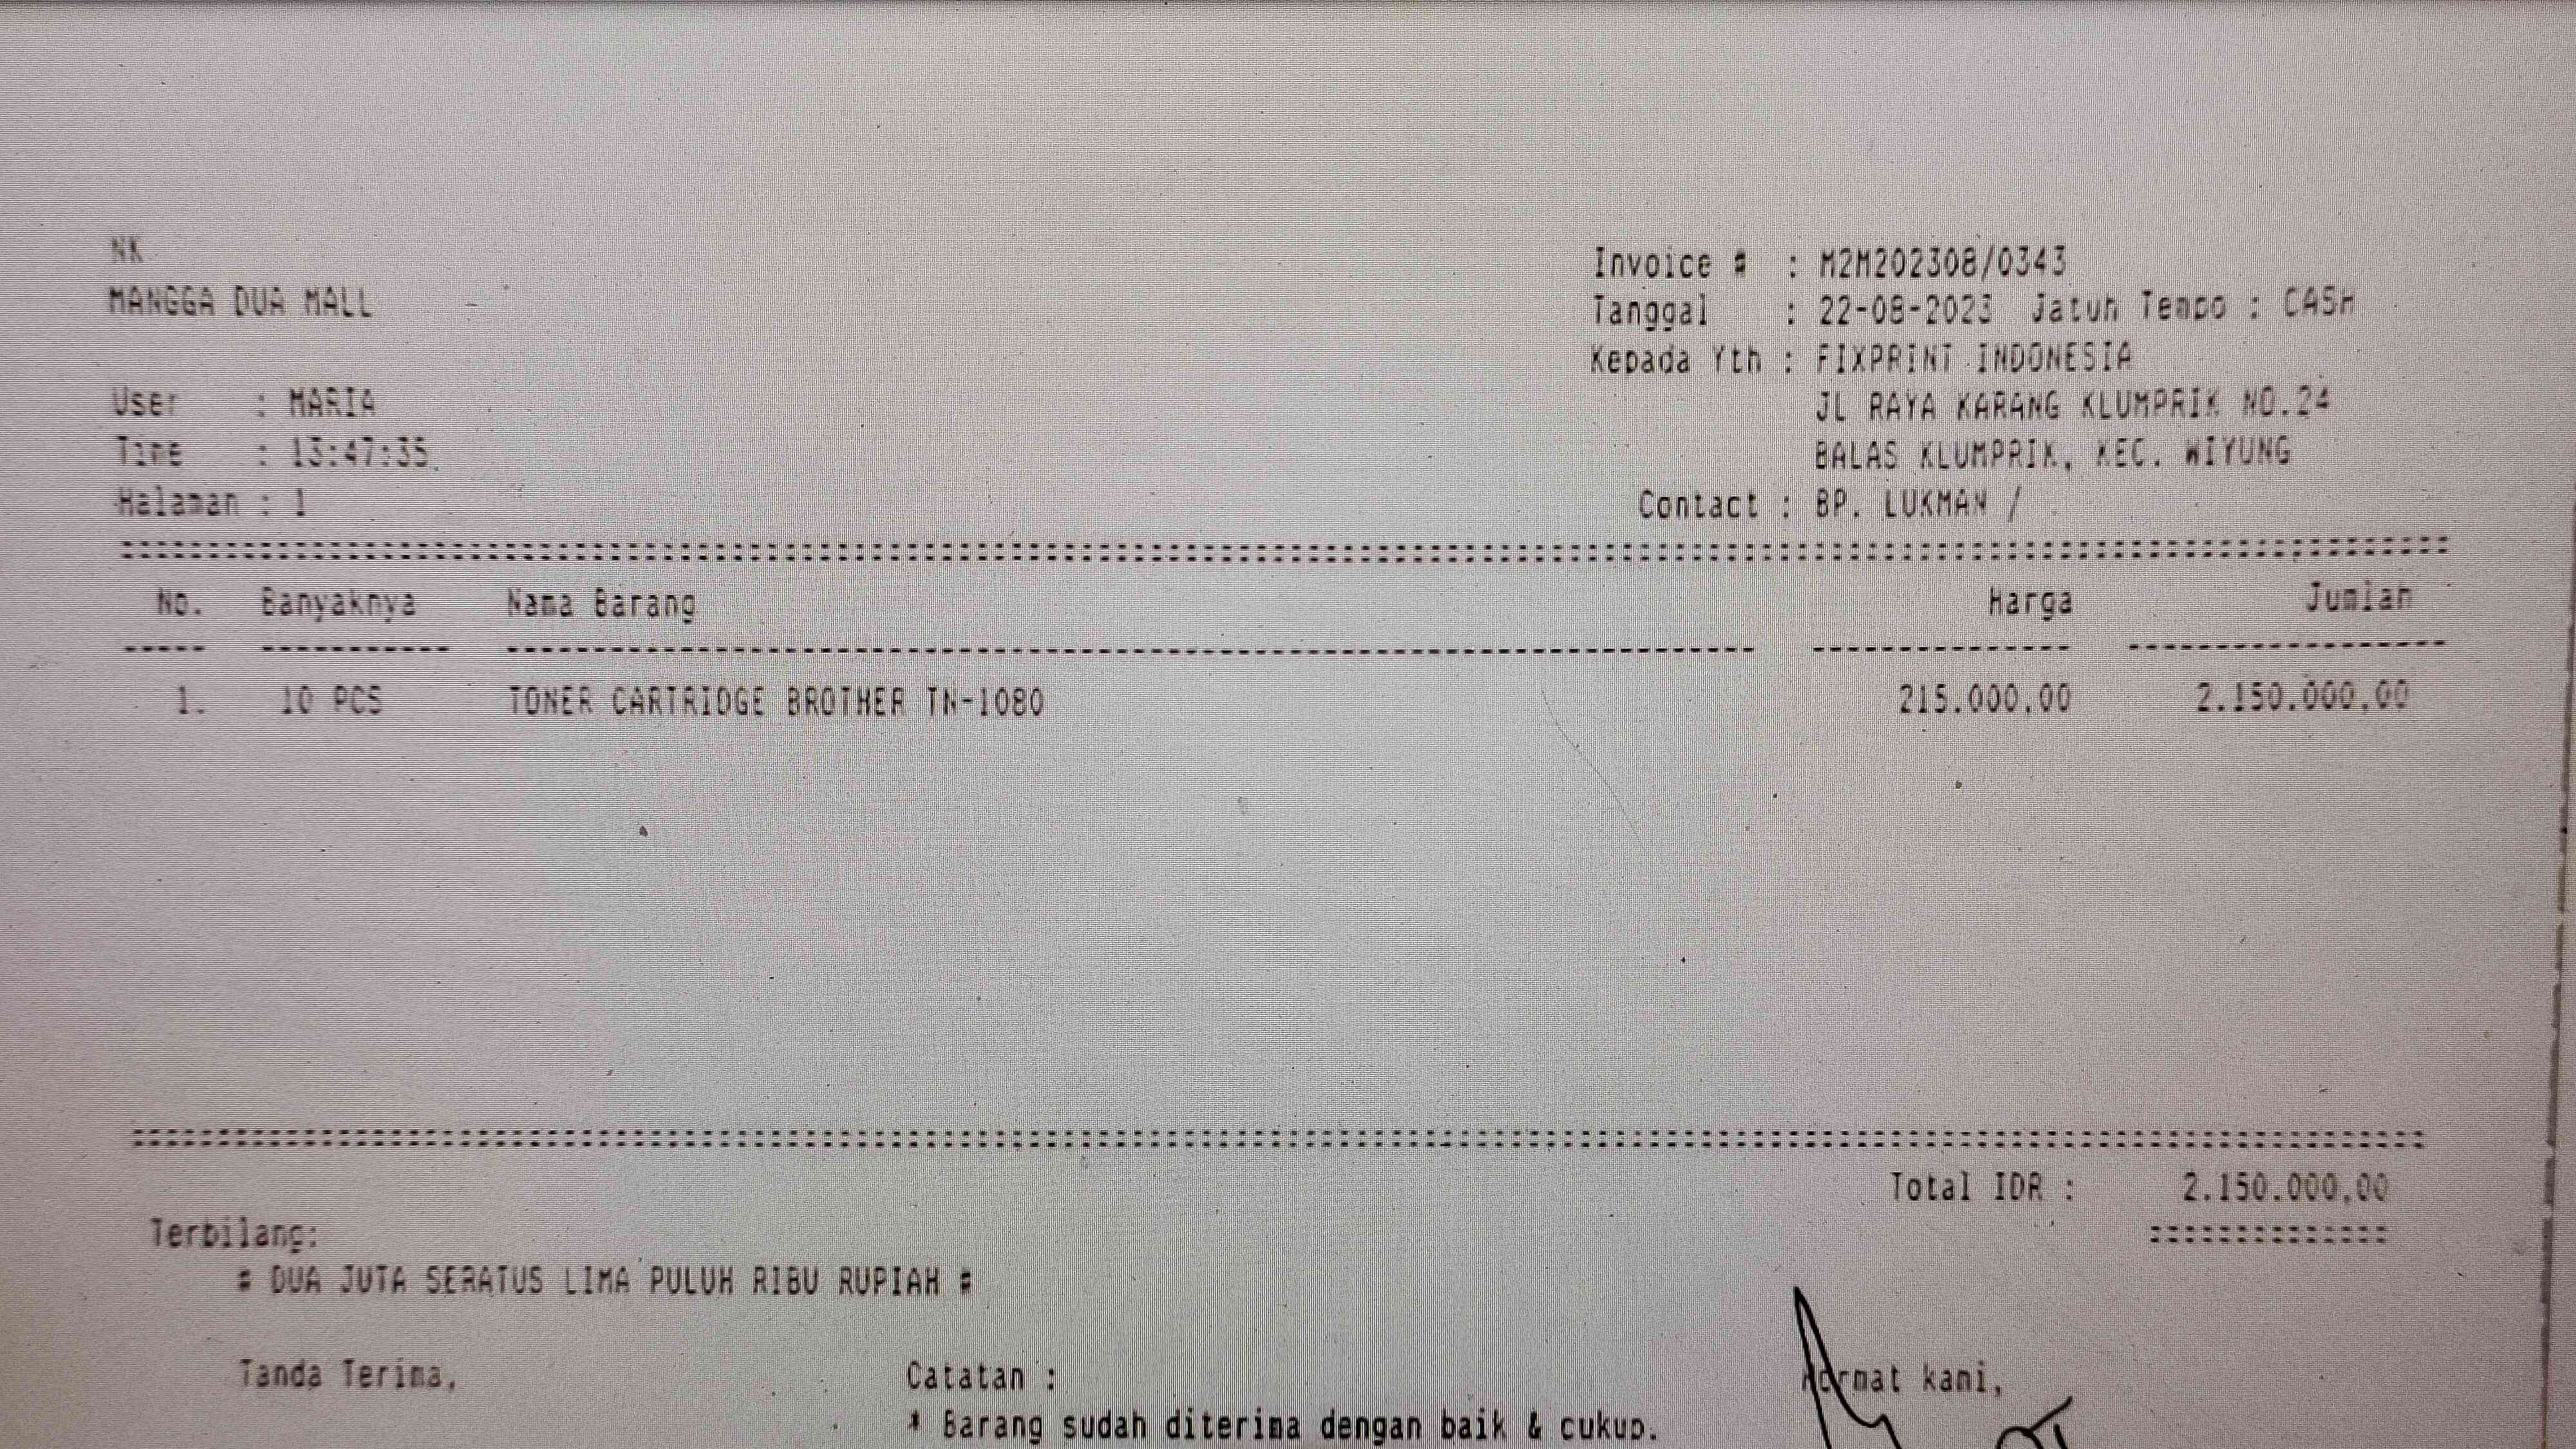 NK
MANGGA DUA MALL
User : MARIA
Time : 13:47:35
Halaman : 1
Invoice # : M2M202308/0343
Tanggal : 22-08-2023 Jatuh Tempo : CASH
Kepada Yth : FIXPRINT INDONESIA
JL RAYA KARANG KLUMPRIK NO.24
BALAS KLUMPRIK, KEC. WIYUNG
Contact : BP. LUKMAN /
No. Banyaknya Nama Barang Harga Jumlah
1. 10 PCS TONER CARTRIDGE BROTHER TN-1080 215.000,00 2.150.000,00
Total IDR : 2.150.000,00
Terbilang:
# DUA JUTA SERATUS LIMA PULUH RIBU RUPIAH #
Tanda Terima, Catatan : Hormat kami,
* Barang sudah diterima dengan baik & cukup.